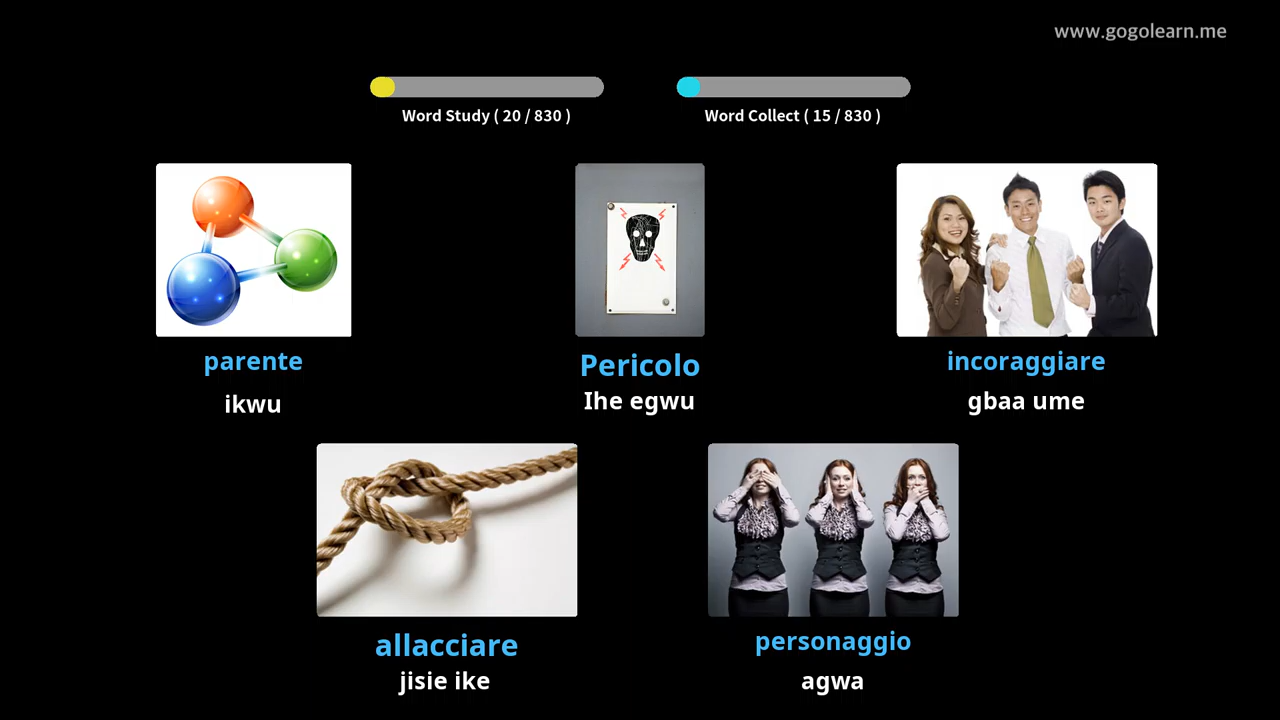 www.gogolearn.me
Word Study ( 20 / 830 )
Word Collect ( 15 / 830 )
parente
ikwu
Pericolo
Ihe egwu
incoraggiare
gbaa ume
allacciare
jisie ike
personaggio
agwa